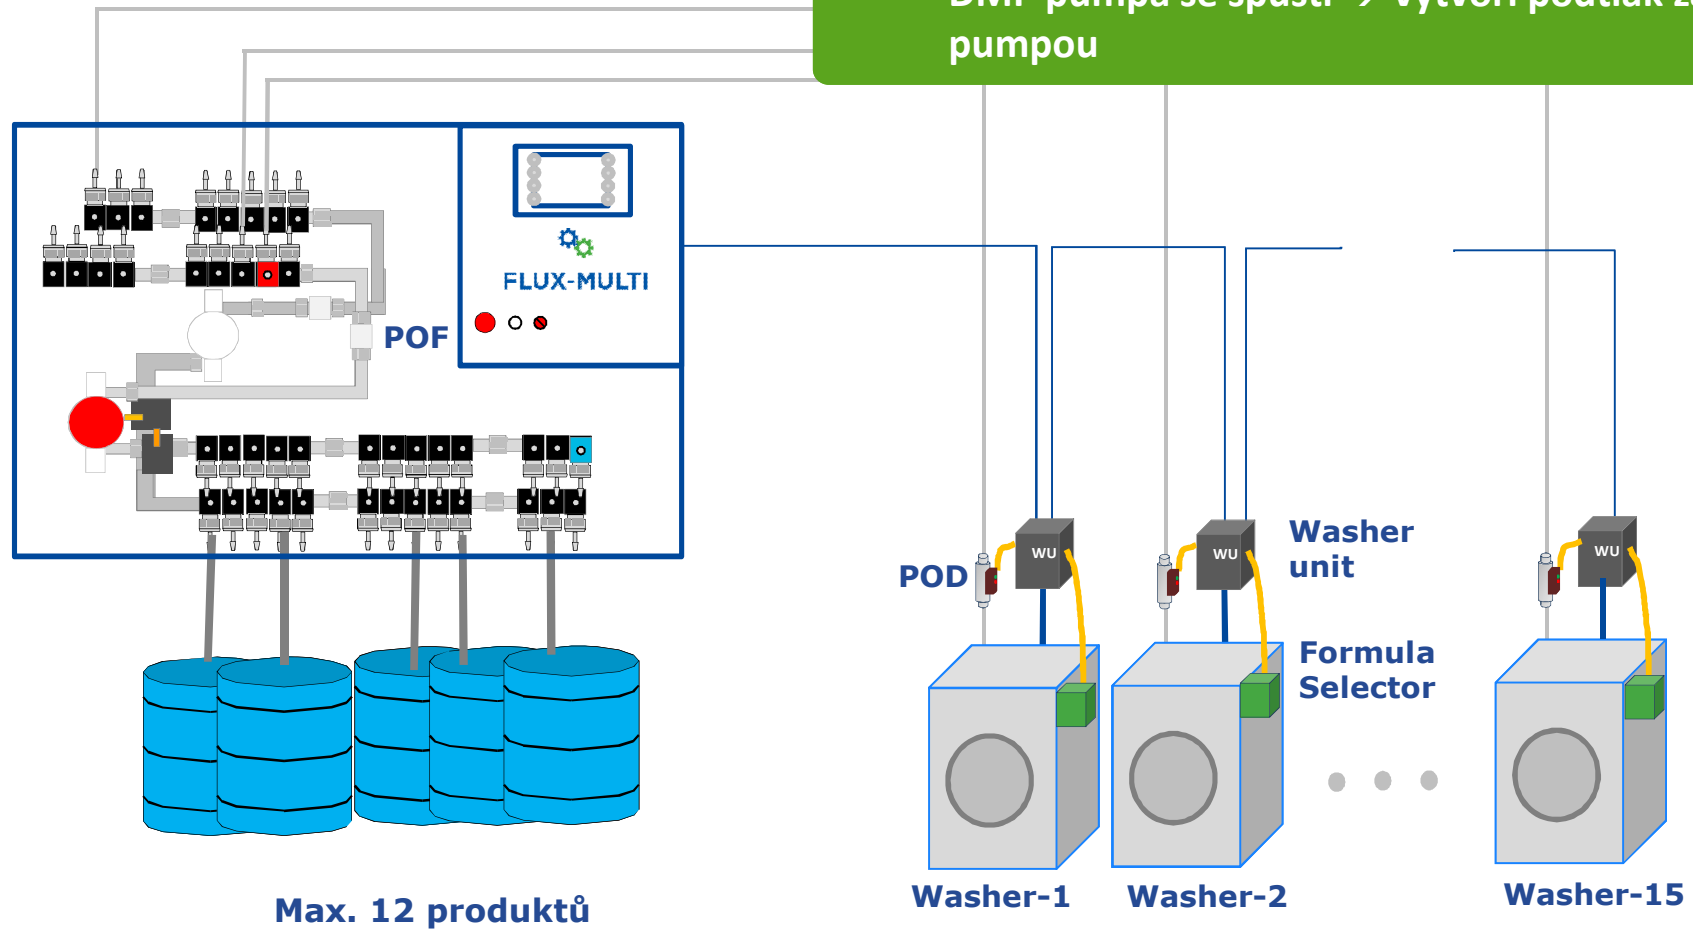 pumpou
FLUX-MULTI
POF
WU
WU
WU
Washer
unit
POD
Formula
Selector
Washer-1
Washer-2
Washer-15
Max. 12 produktů